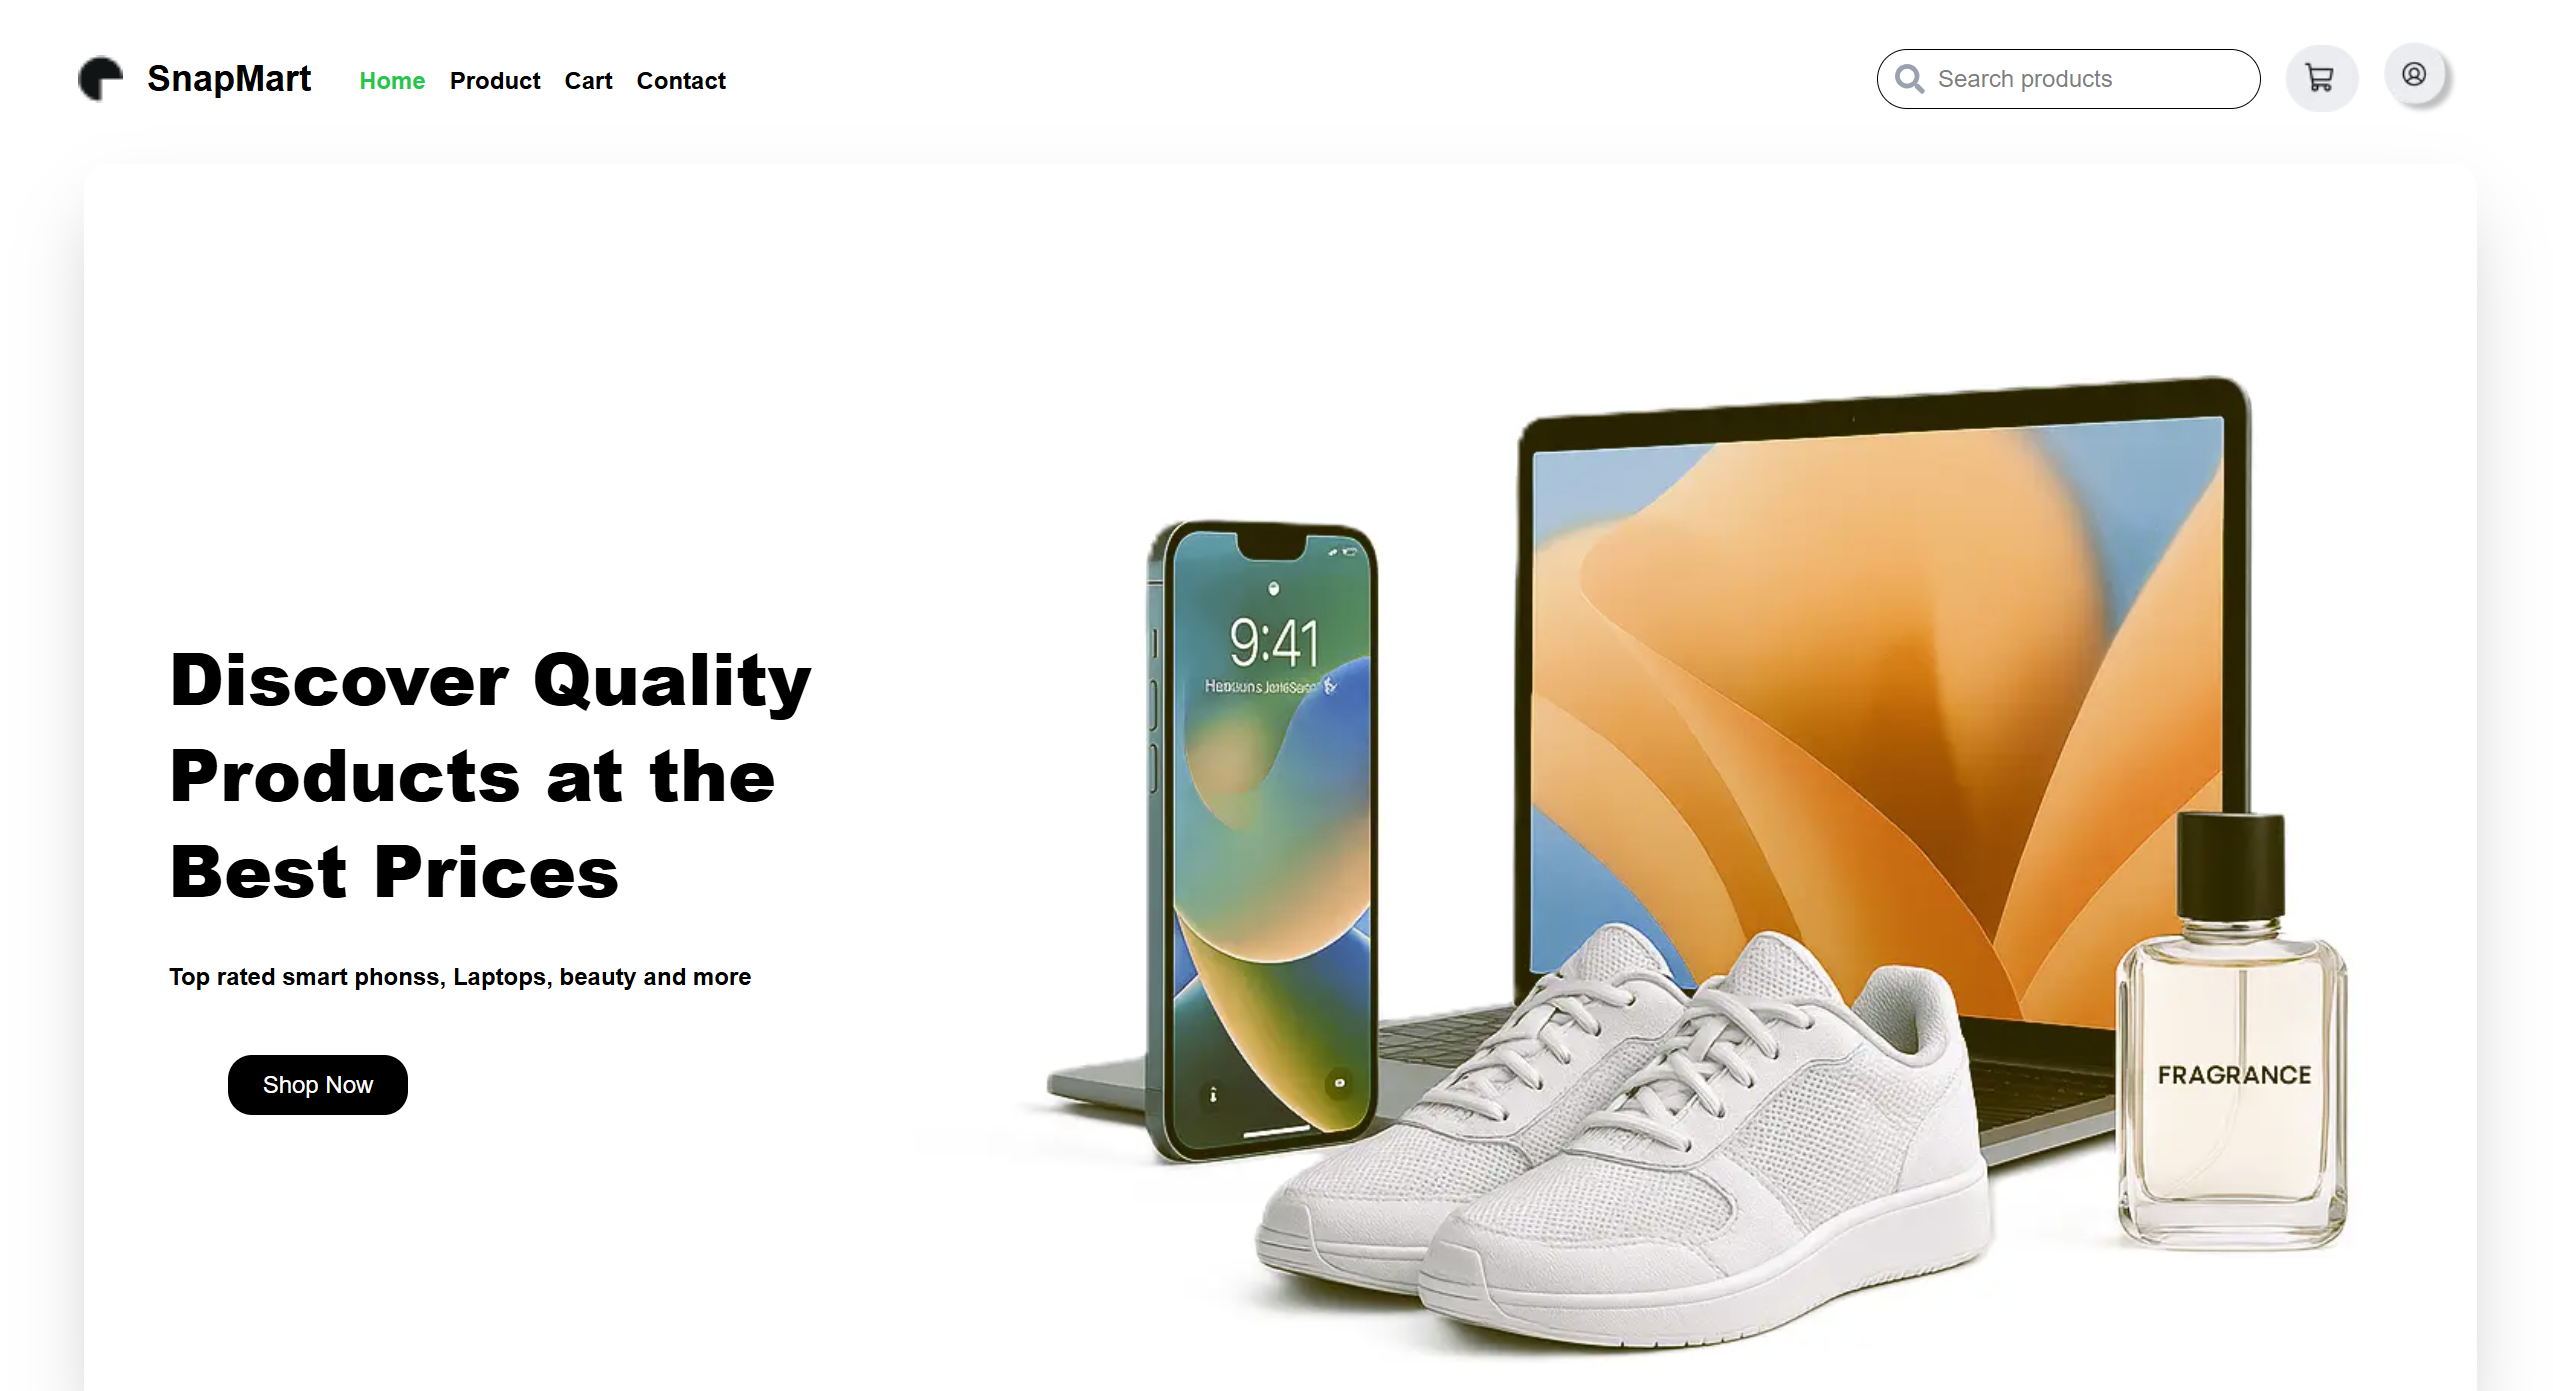 SnapMart
Home Product Cart Contact
Search products
Discover Quality
Products at the
Best Prices
Top rated smart phonss, Laptops, beauty and more
Shop Now
9:41
FRAGRANCE